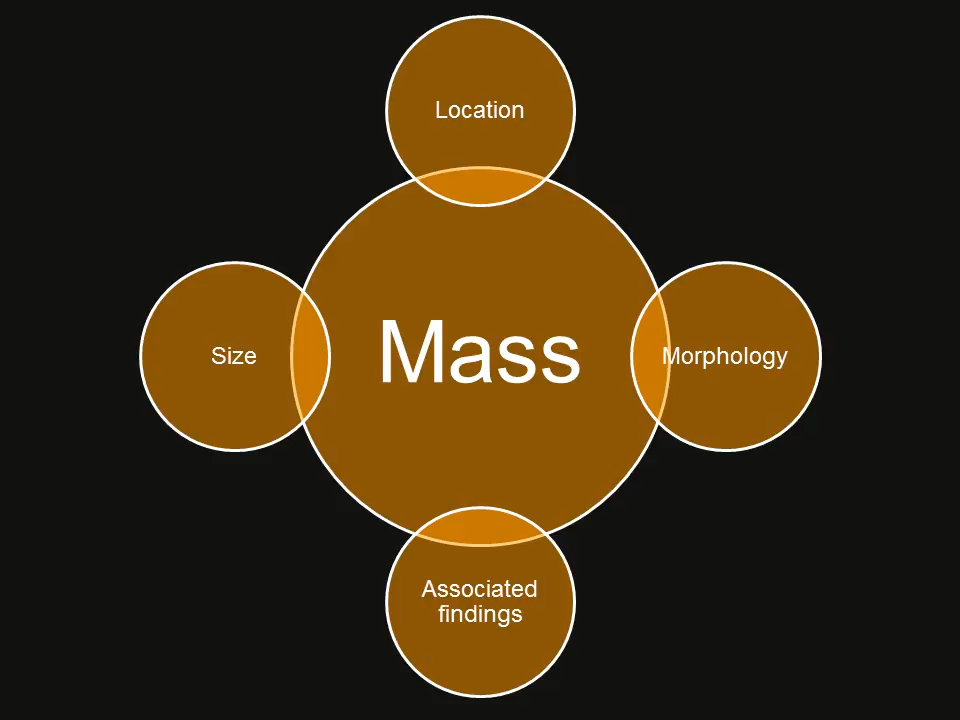 Location
Size
Mass
Morphology
Associated
findings